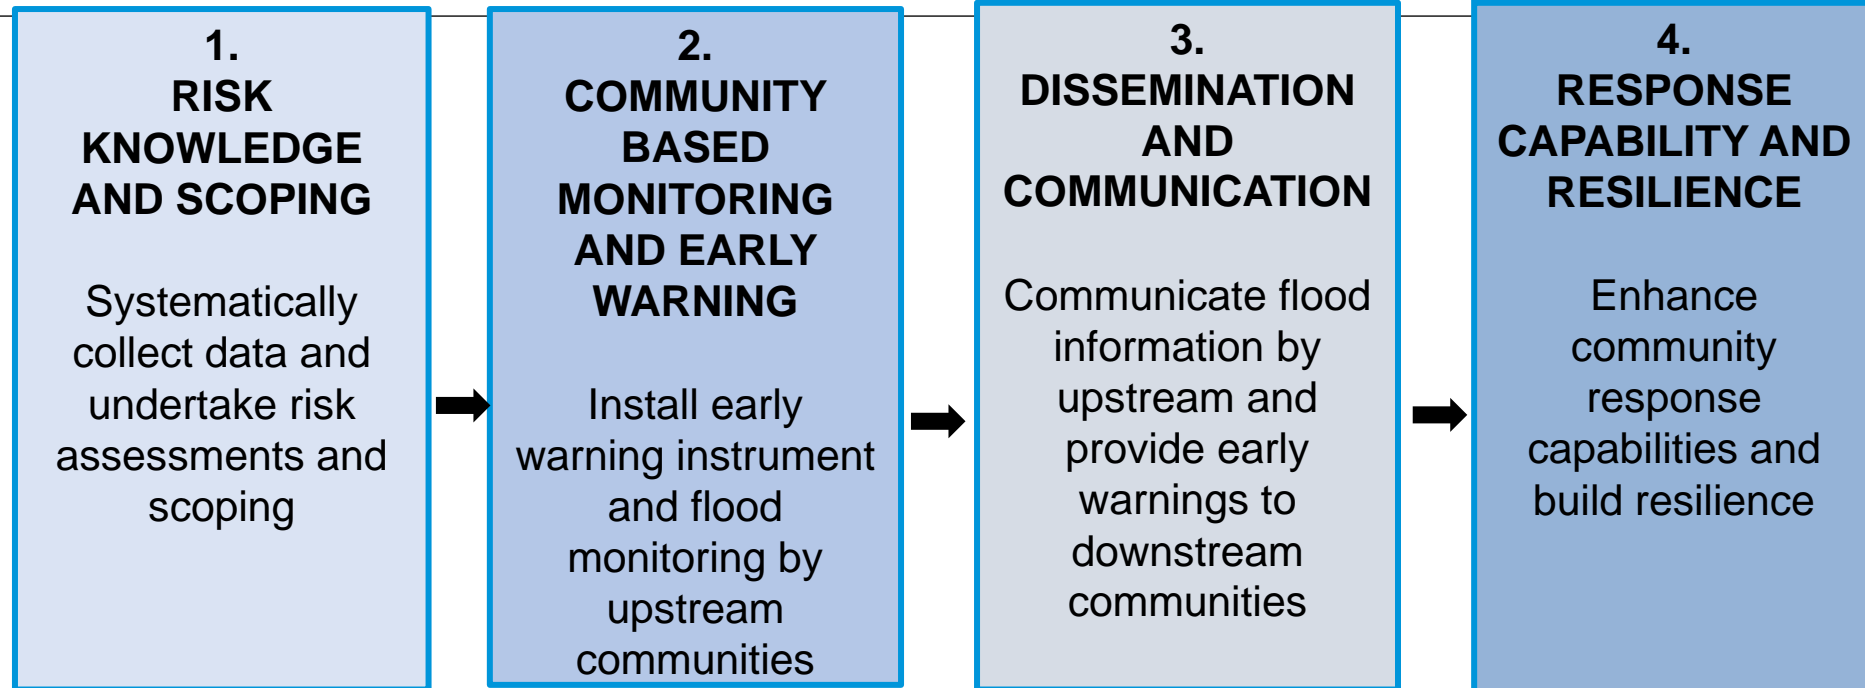 1.
RISK
KNOWLEDGE
AND SCOPING
Systematically
collect data and
undertake risk
assessments and
scoping
2.
COMMUNITY
BASED
MONITORING
AND EARLY
WARNING
Install early
warning instrument
and flood
monitoring by
upstream
communities
3.
DISSEMINATION
AND
COMMUNICATION
Communicate flood
information by
upstream and
provide early
warnings to
downstream
communities
4.
RESPONSE
CAPABILITY AND
RESILIENCE
Enhance
community
response
capabilities and
build resilience